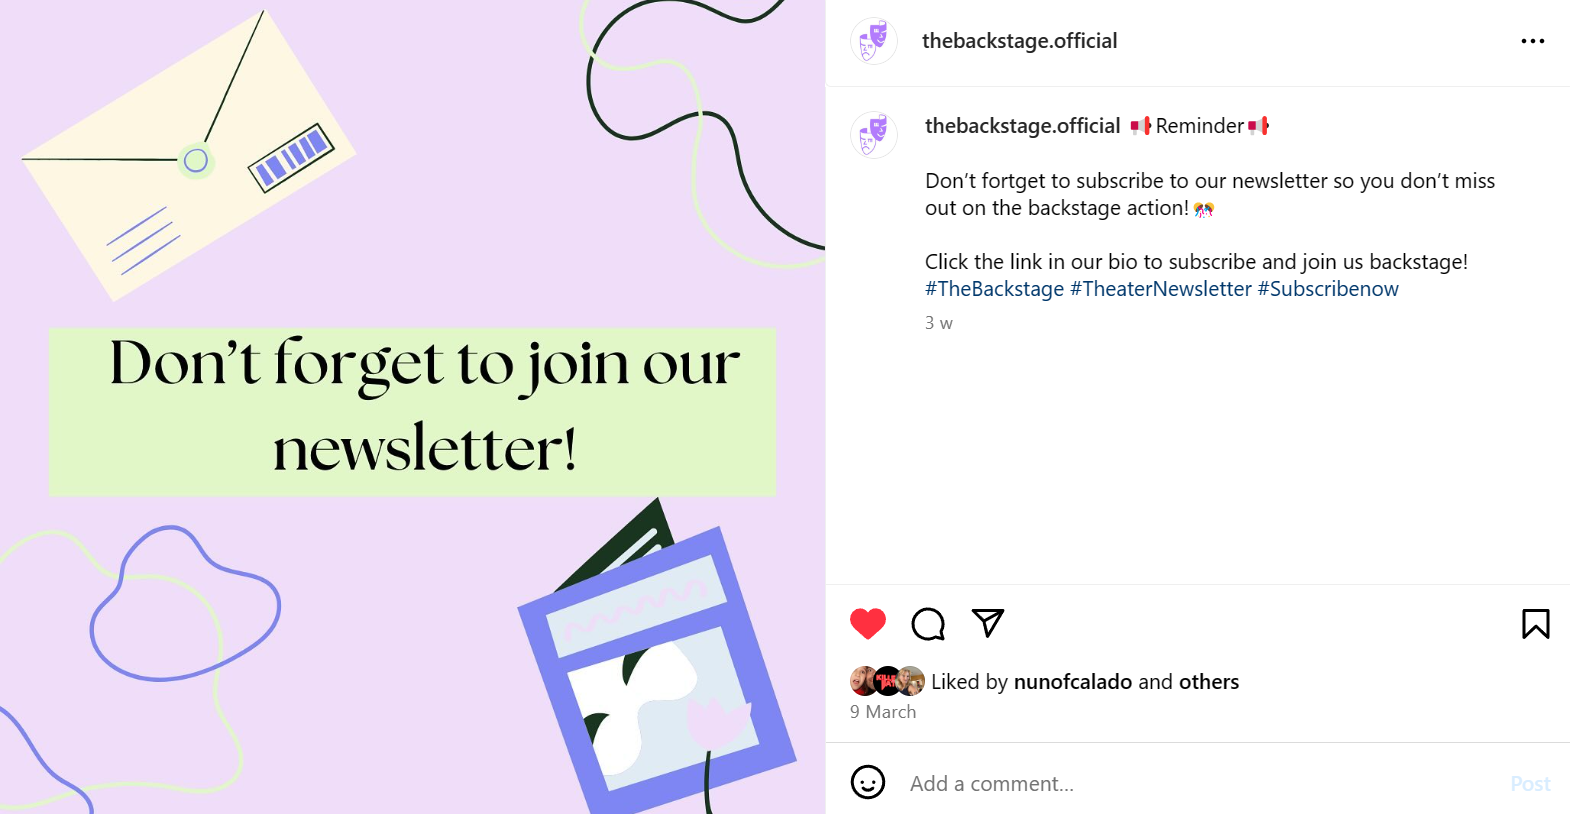 Don’t forget to join our
newsletter!
thebackstage.official
thebackstage.official 📢Reminder📢
Don’t fortget to subscribe to our newsletter so you don’t miss
out on the backstage action!🎊
Click the link in our bio to subscribe and join us backstage!
#TheBackstage #TheaterNewsletter #Subscribenow
3 w
Liked by nunofcalado and others
9 March
Add a comment...
Post